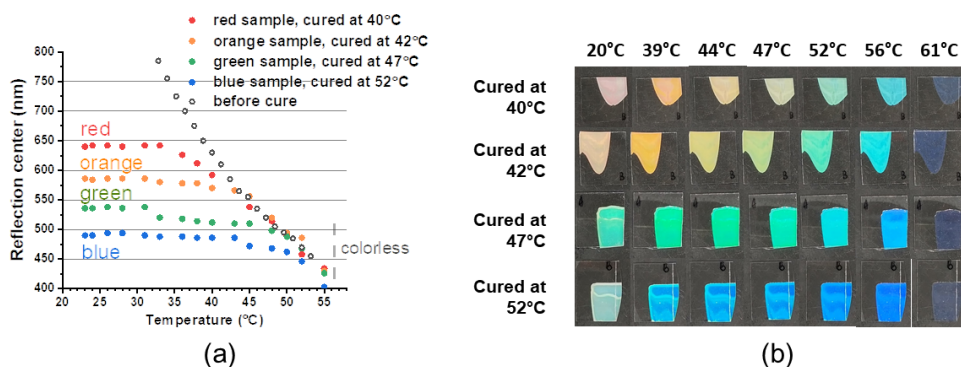 red sample, cured at 40°C
orange sample, cured at 42°C
green sample, cured at 47°C
blue sample, cured at 52°C
before cure
Reflection center (nm)
800
750
700
650
600
550
500
450
400
red
orange
green
blue
colorless
20 25 30 35 40 45 50 55 60
Temperature (°C)
(a)
20°C 39°C 44°C 47°C 52°C 56°C 61°C
Cured at
40°C
Cured at
42°C
Cured at
47°C
Cured at
52°C
(b)